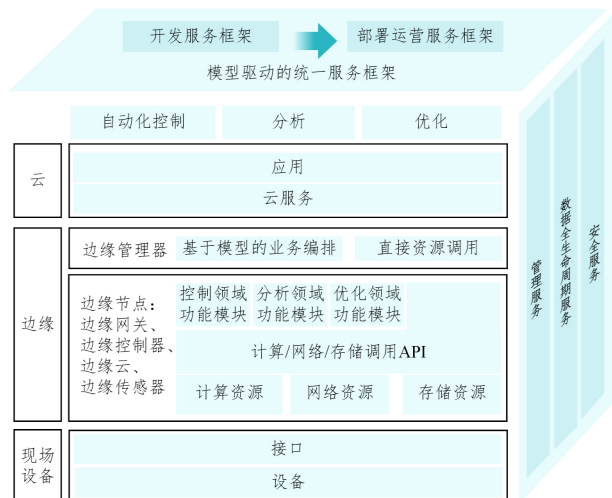 开发服务框架
部署运营服务框架
模型驱动的统一服务框架
自动化控制
分析
优化
云
应用
云服务
边缘
边缘管理器
基于模型的业务编排
直接资源调用
边缘节点：
边缘网关、
边缘控制器、
边缘云、
边缘传感器
控制领域
功能模块
分析领域
功能模块
优化领域
功能模块
计算/网络/存储调用API
计算资源
网络资源
存储资源
现场
设备
接口
设备
管理服务
数据全生命周期服务
安全服务